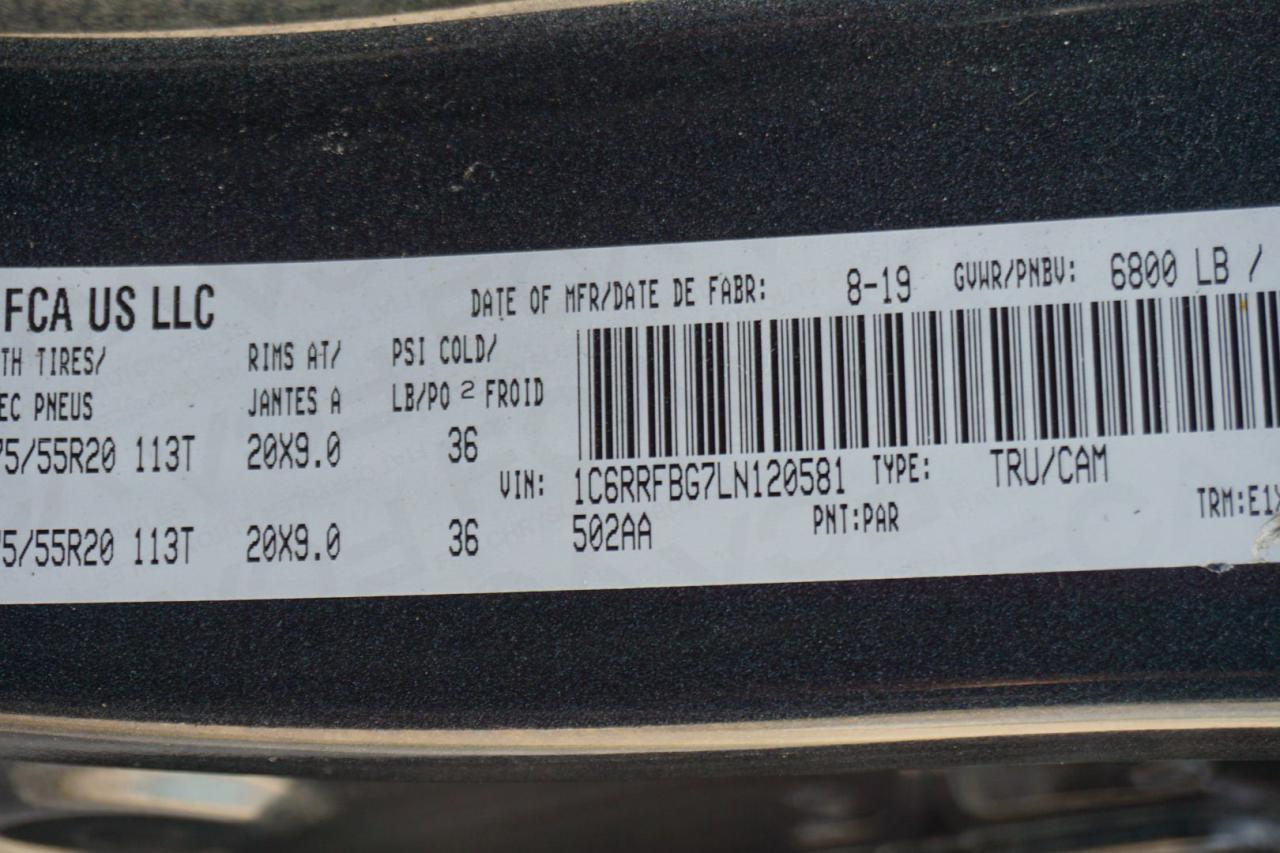 FCA US LLC
DATE OF MFR/DATE DE FABR: 8-19 GVWR/PNBV: 6800 LB /
TH TIRES/ RIMS AT/ PSI COLD/
EC PNEUS JANTES A LB/PO 2 FROID
75/55R20 113T 20X9.0 36
VIN: 1C6RRFBG7LN120581 TYPE: TRU/CAM
75/55R20 113T 20X9.0 36
502AA PNT:PAR TRM:E1X